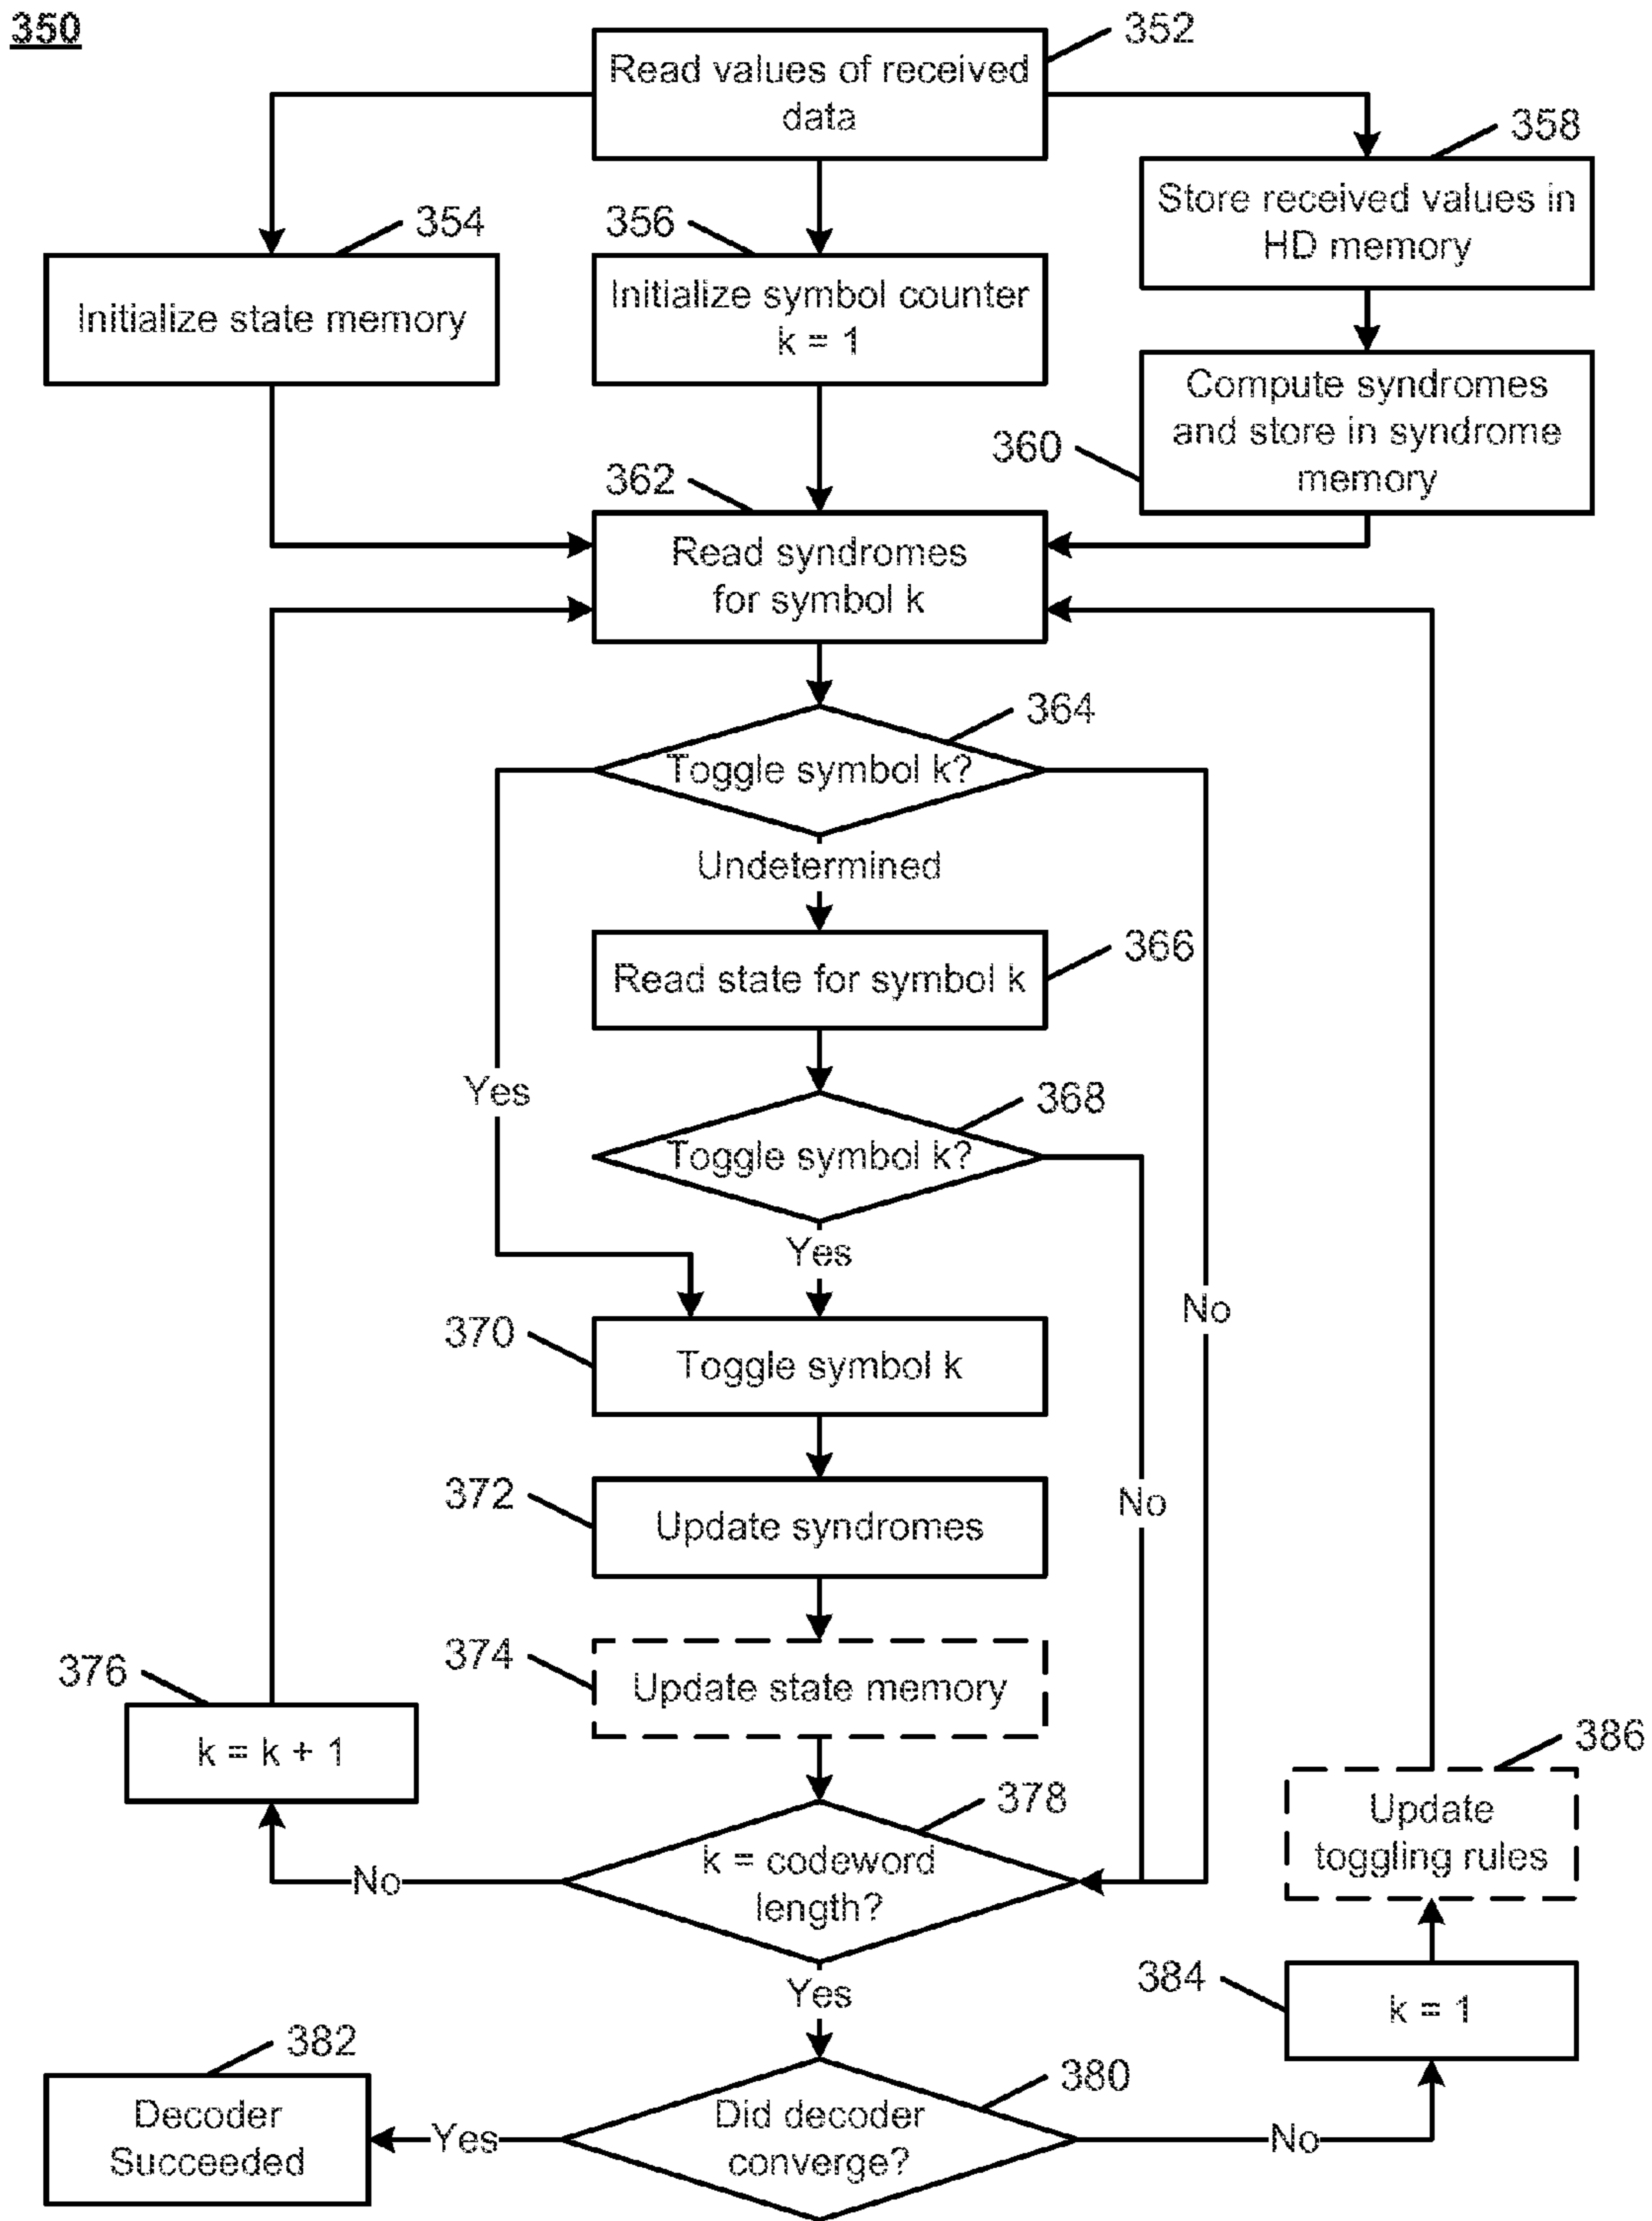 350
352
Read values of received
data
358
Store received values in
HD memory
354
Initialize state memory
356
Initialize symbol counter
k = 1
360
Compute syndromes
and store in syndrome
memory
362
Read syndromes
for symbol k
364
Toggle symbol k?
Undetermined
366
Read state for symbol k
Yes
368
Toggle symbol k?
Yes
No
370
Toggle symbol k
No
372
Update syndromes
374
Update state memory
376
k = k + 1
386
Update
toggling rules
378
k = codeword
length?
No
Yes
384
k = 1
382
Decoder
Succeeded
380
Did decoder
converge?
Yes
No